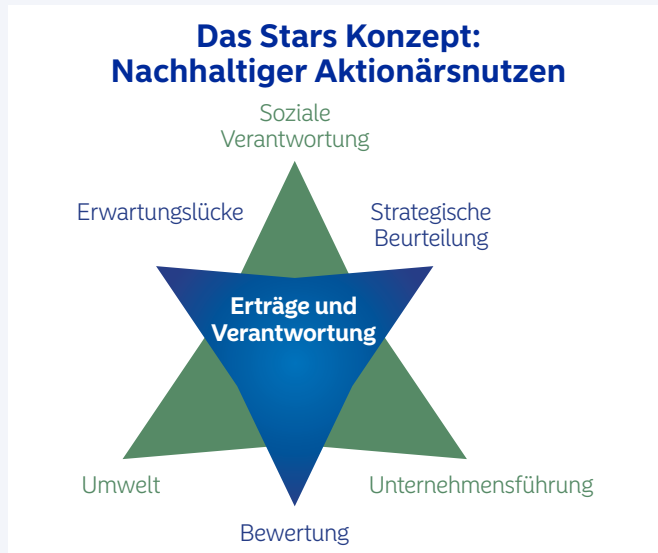 Das Stars Konzept:
Nachhaltiger Aktionärsnutzen
Soziale
Verantwortung
Erwartungslücke
Strategische
Beurteilung
Erträge und
Verantwortung
Umwelt
Unternehmensführung
Bewertung